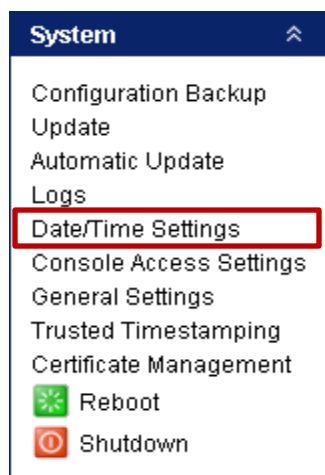 System
Configuration Backup
Update
Automatic Update
Logs
Date/Time Settings
Console Access Settings
General Settings
Trusted Timestamping
Certificate Management
Reboot
Shutdown